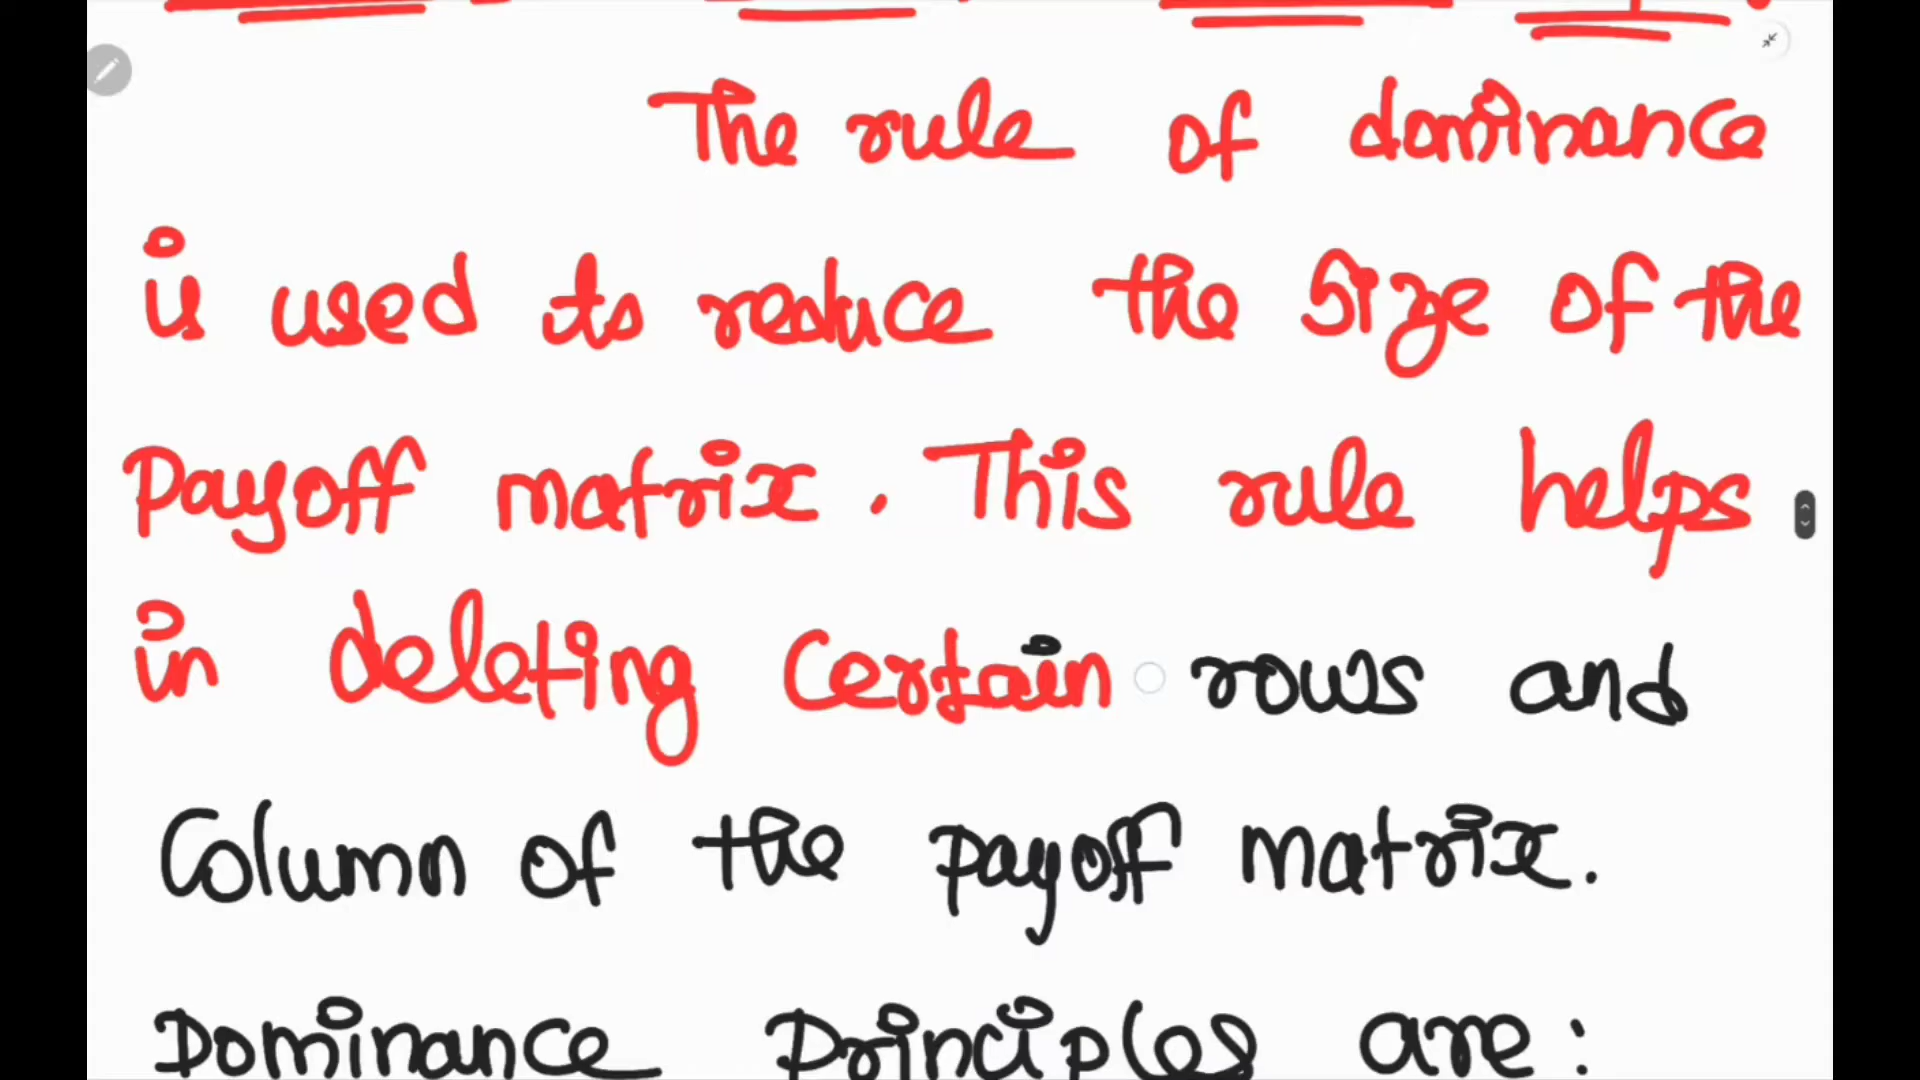 The rule of dominance
is used to reduce the size of the
Payoff matrix. This rule helps
in deleting Certain rows and
Column of the payoff matrix.
Dominance Principles are: